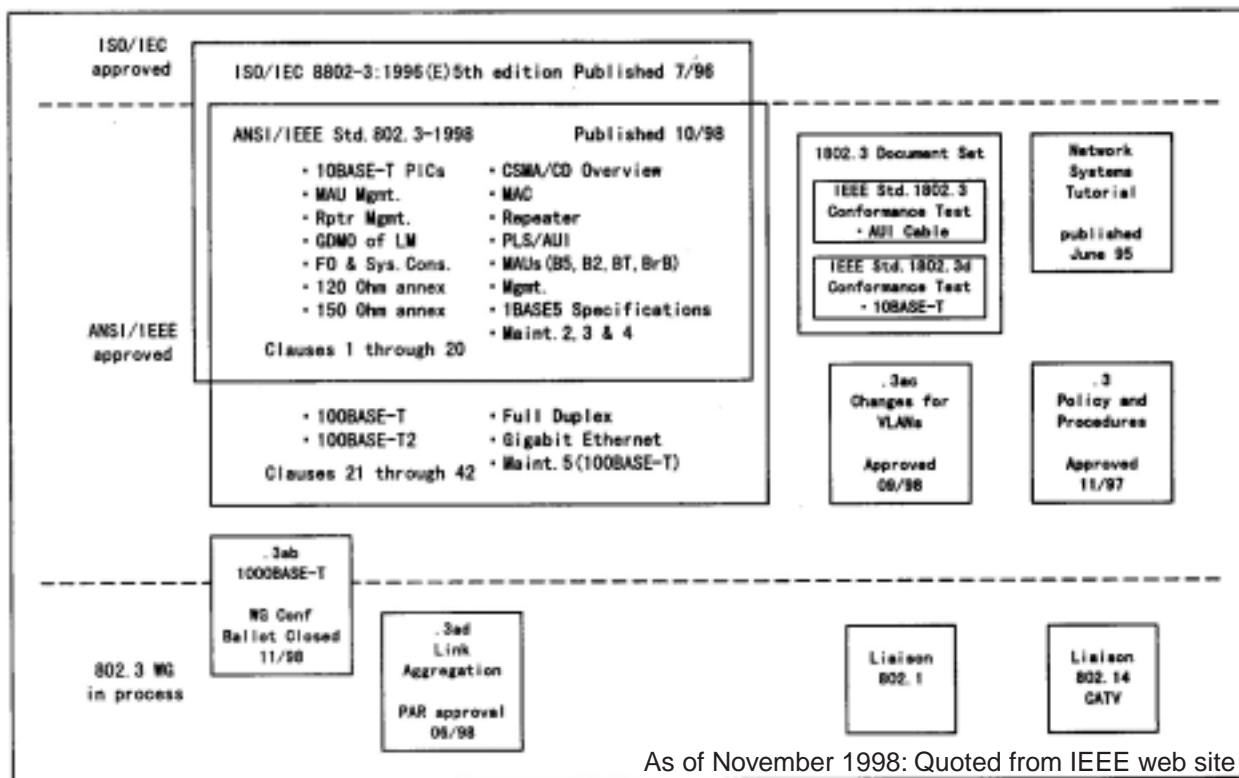 ISO/IEC
approved
ISO/IEC 8802-3:1996(E)5th edition Published 7/96
ANSI/IEEE Std.802.3-1998 Published 10/98
・10BASE-T PICs
・MAU Mgmt.
・Rptr Mgmt.
・GDMO of LM
・FO & Sys.Cons.
・120 Ohm annex
・150 Ohm annex
・CSMA/CD Overview
・MAC
・Repeater
・PLS/AUI
・MAUs(B5, B2, BT, BrB)
・Mgmt.
・1BASE5 Specifications
・Maint.2, 3 & 4
Clauses 1 through 20
・100BASE-T
・100BASE-T2
・Full Duplex
・Gigabit Ethernet
・Maint.5(100BASE-T)
Clauses 21 through 42
ANSI/IEEE
approved
1802.3 Document Set
IEEE Std.1802.3
Conformance Test
・AUI Cable
IEEE Std.1802.3d
Conformance Test
・10BASE-T
Network
Systems
Tutorial
published
June 95
.3ac
Changes for
VLANs
Approved
09/98
.3
Policy and
Procedures
Approved
11/97
.3ab
1000BASE-T
WG Conf
Ballot Closed
11/98
802.3 WG
in process
.3ad
Link
Aggregation
PAR approval
06/98
Liaison
802.1
Liaison
802.14
CATV
As of November 1998: Quoted from IEEE web site